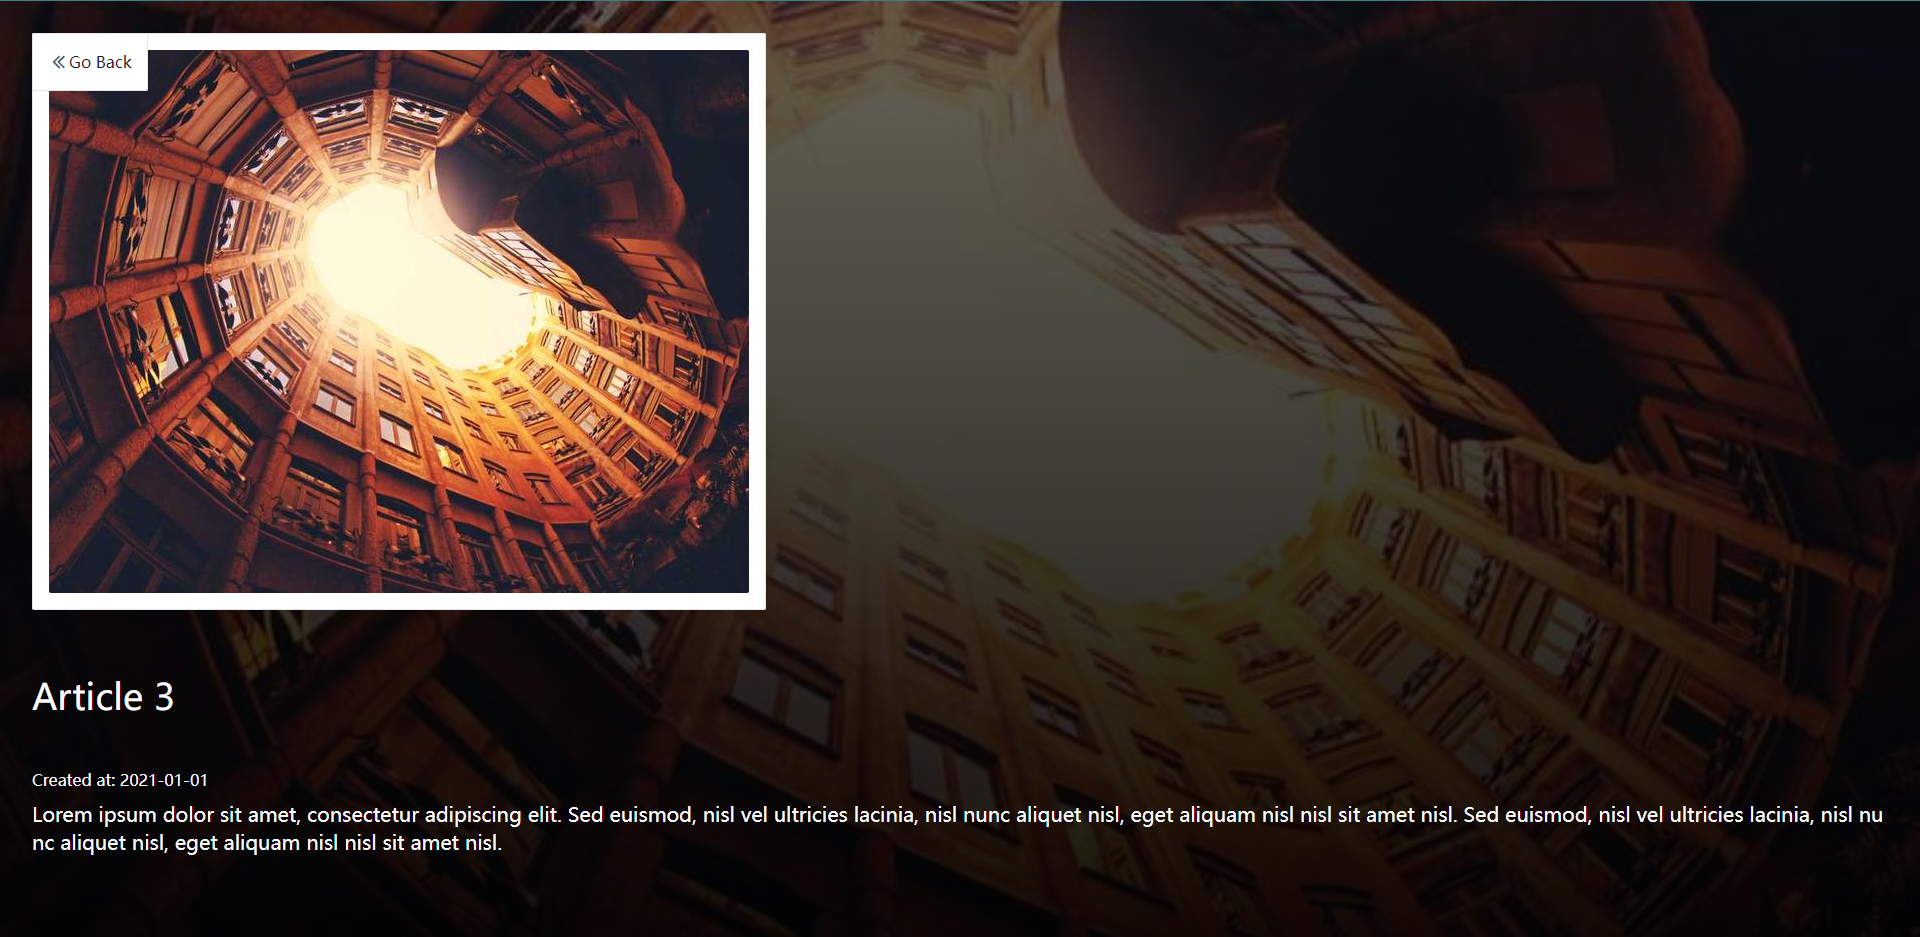 Go Back
Article 3
Created at: 2021-01-01
Lorem ipsum dolor sit amet, consectetur adipiscing elit. Sed euismod, nisl vel ultricies lacinia, nisl nunc aliquet nisl, eget aliquam nisl nisl sit amet nisl. Sed euismod, nisl vel ultricies lacinia, nisl nu
nc aliquet nisl, eget aliquam nisl nisl sit amet nisl.